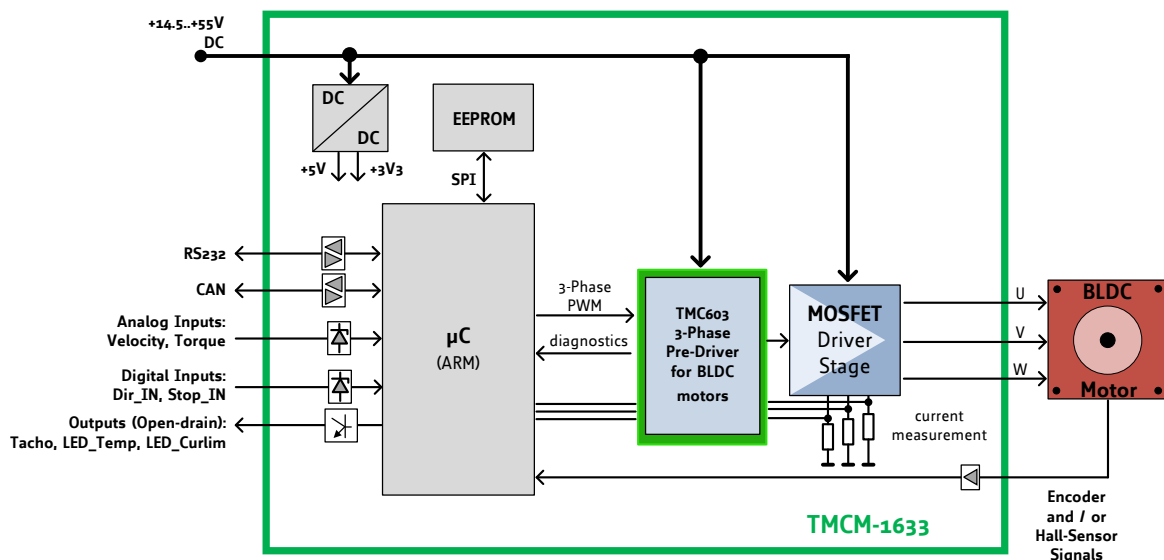 +14.5..+55V
DC
DC
DC
+5V
+3V3
EEPROM
SPI
RS232
CAN
Analog Inputs:
Velocity, Torque
Digital Inputs:
Dir_IN, Stop_IN
Outputs (Open-drain):
Tacho, LED_Temp, LED_Curlim
µC
(ARM)
3-Phase
PWM
diagnostics
TMC603
3-Phase
Pre-Driver
for BLDC
motors
MOSFET
Driver
Stage
current
measurement
U
V
W
BLDC
Motor
Encoder
and / or
Hall-Sensor
Signals
TMCM-1633